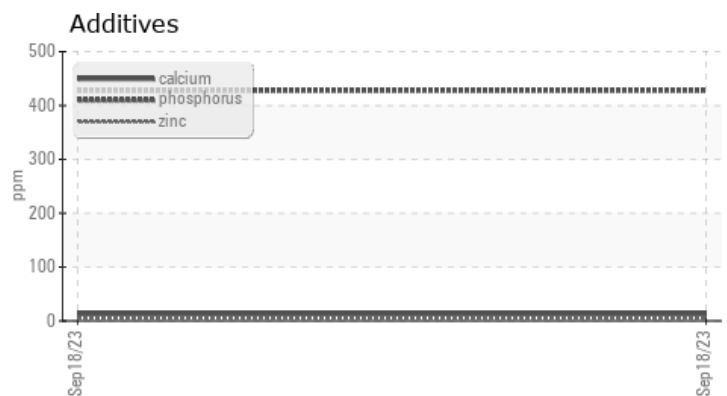 Additives
500
calcium
phosphorus
400
zinc
300
ppm
200
100
0
Sep18/23
Sep18/23